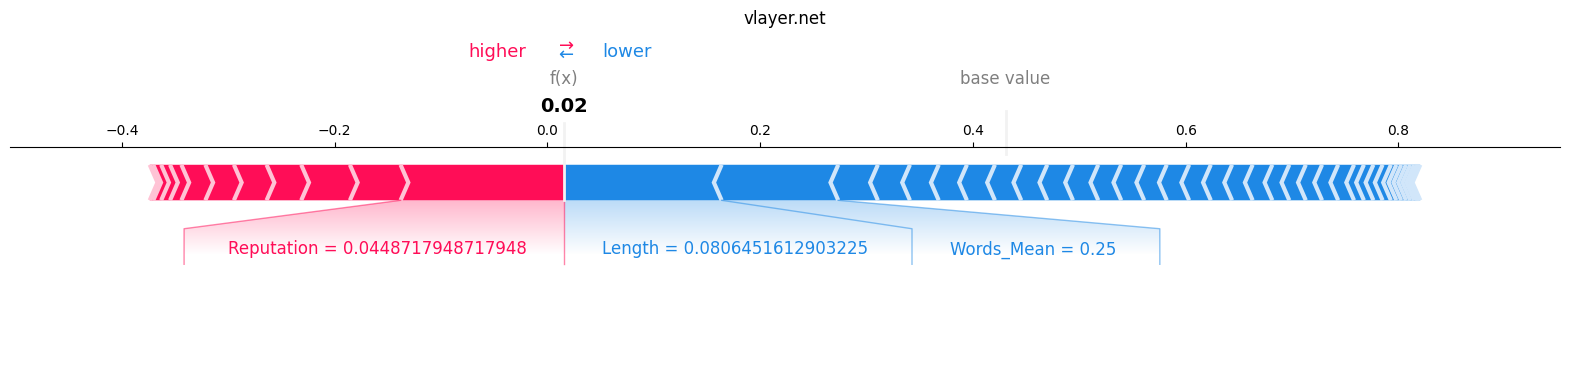 vlayer.net
higher → ← lower
f(x) base value
0.02
−0.4 −0.2 0.0 0.2 0.4 0.6 0.8
Reputation = 0.0448717948717948 Length = 0.0806451612903225 Words_Mean = 0.25